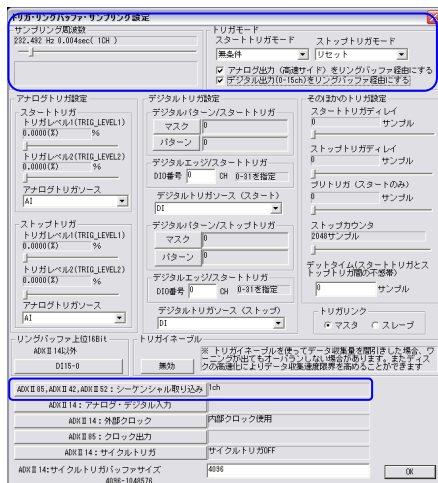 トリガ・リングバッファ・サンプリング設定
サンプリング周波数
232.492 Hz 0.004sec( 1CH )
トリガモード
スタートトリガモード
ストップトリガモード
無条件
リセット
アナログ出力（高速サイド）をリングバッファ経由にする
デジタル出力(0-15ch)をリングバッファ経由にする
アナログトリガ設定
スタートトリガ
トリガレベル1(TRIG_LEVEL1)
0.0000(%) %
トリガレベル2(TRIG_LEVEL2)
0.0000(%) %
アナログトリガソース
AI
ストップトリガ
トリガレベル1(TRIG_LEVEL1)
0.0000(%) %
トリガレベル2(TRIG_LEVEL2)
0.0000(%) %
アナログトリガソース
AI
デジタルトリガ設定
デジタルパターン/スタートトリガ
マスク 0
パターン 0
デジタルエッジ/スタートトリガ
DIO番号 0 CH 0-31を指定
デジタルトリガソース（スタート）
DI
デジタルパターン/ストップトリガ
マスク 0
パターン 0
デジタルエッジ/ストップトリガ
DIO番号 0 CH 0-31を指定
デジタルトリガソース（ストップ）
DI
そのほかのトリガ設定
スタートトリガディレイ
0 サンプル
ストップトリガディレイ
0 サンプル
プリトリガ（スタートのみ）
0 サンプル
ストップカウンタ
2048サンプル
デットタイム(スタートトリガとス
トップトリガ間の不感帯)
0 サンプル
トリガリンク
マスタ スレーブ
リングバッファ上位16Bit
ADXⅡ14以外
DI15-0
トリガイネーブル
無効
※ トリガイネーブルを使ってデータ収集量を間引きした場合、ワ
ーニングが出てもオーバランしない場合があります。またディス
クの高速化によりデータ収集速度限界を高めることができます
ADXⅡ85,ADXⅡ42,ADXⅡ52：シーケンシャル取り込み 1ch
ADXⅡ14：アナログ・デジタル入力
ADXⅡ14：外部クロック 内部クロック使用
ADXⅡ85：クロック出力
ADXⅡ14：サイクルトリガ サイクルトリガOFF
ADXⅡ14:サイクルトリガバッファサイズ 4096
4096-1048576
OK